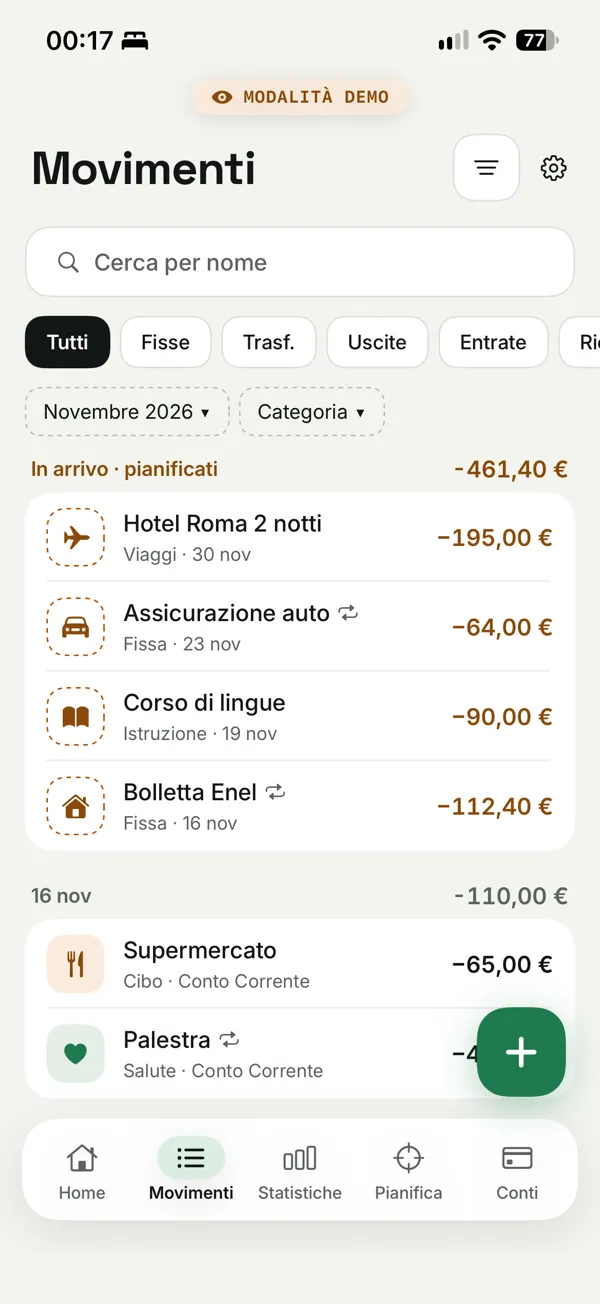 00:17
77
MODALITÀ DEMO
Movimenti
Cerca per nome
Tutti Fisse Trasf. Uscite Entrate
Novembre 2026 ▾ Categoria ▾
In arrivo · pianificati -461,40 €
Hotel Roma 2 notti
Viaggi · 30 nov
−195,00 €
Assicurazione auto
Fissa · 23 nov
−64,00 €
Corso di lingue
Istruzione · 19 nov
−90,00 €
Bolletta Enel
Fissa · 16 nov
−112,40 €
16 nov -110,00 €
Supermercato
Cibo · Conto Corrente
−65,00 €
Palestra
Salute · Conto Corrente
Home Movimenti Statistiche Pianifica Conti